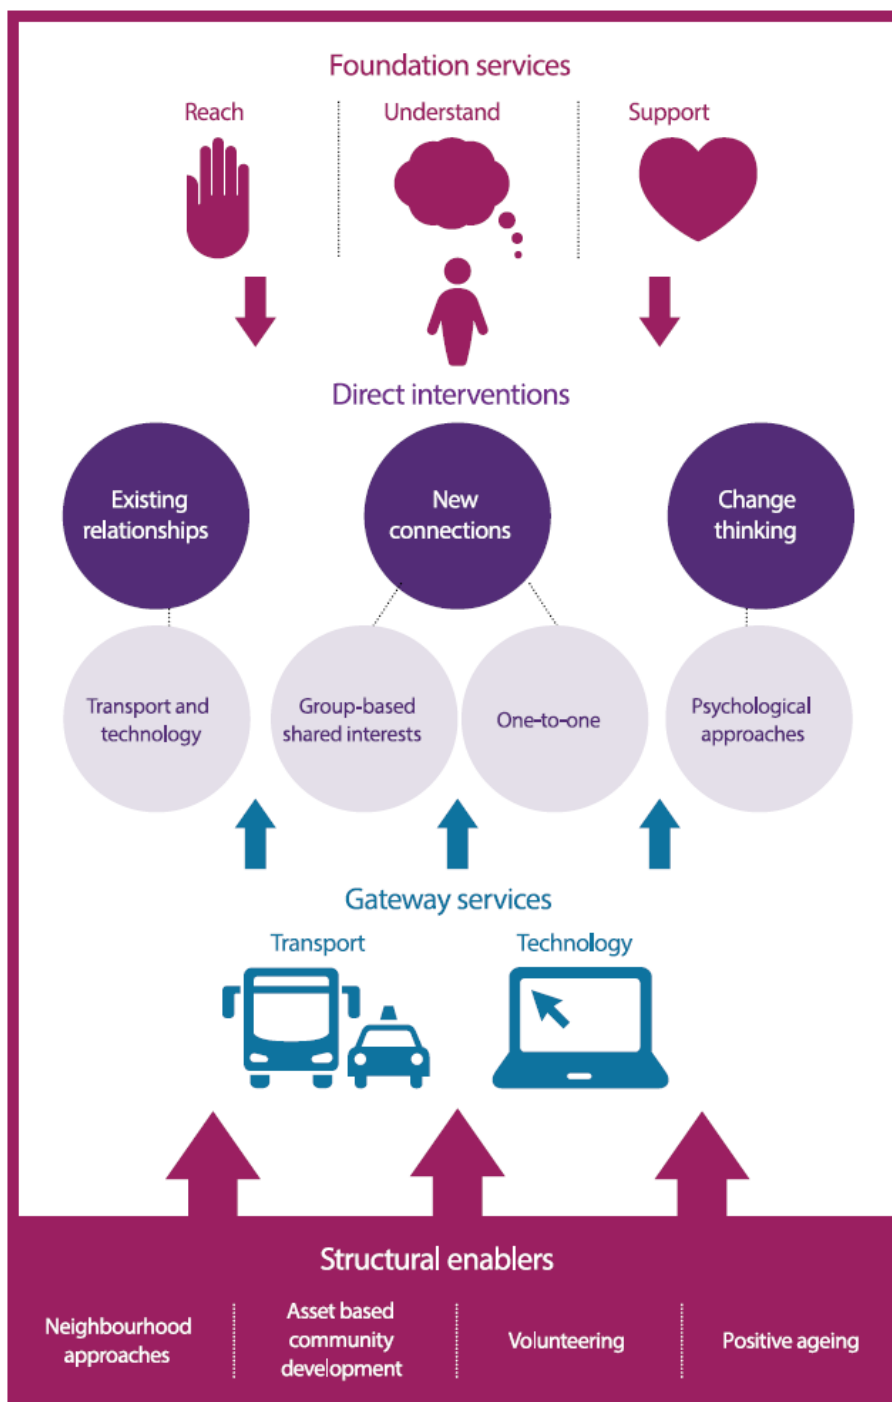 Foundation services
Reach
Understand
Support
Direct interventions
Existing
relationships
New
connections
Change
thinking
Transport and
technology
Group-based
shared interests
One-to-one
Psychological
approaches
Gateway services
Transport
Technology
Structural enablers
Neighbourhood
approaches
Asset based
community
development
Volunteering
Positive ageing